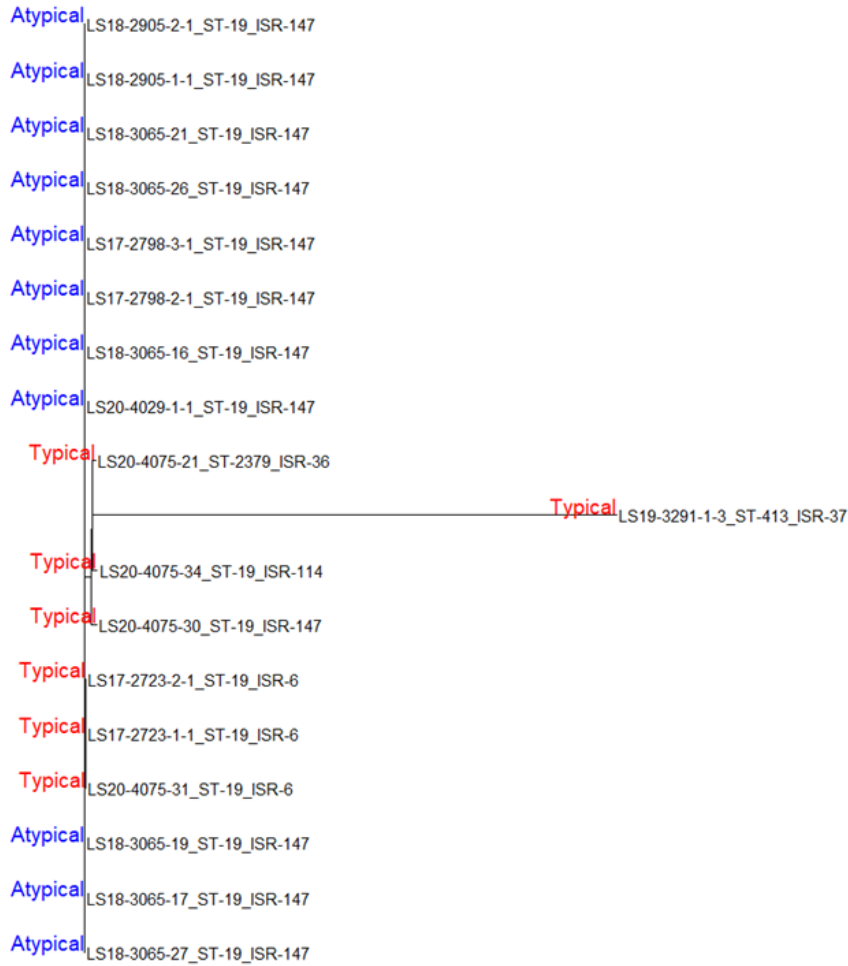 Atypical LS18-2905-2-1_ST-19_ISR-147
Atypical LS18-2905-1-1_ST-19_ISR-147
Atypical LS18-3065-21_ST-19_ISR-147
Atypical LS18-3065-26_ST-19_ISR-147
Atypical LS17-2798-3-1_ST-19_ISR-147
Atypical LS17-2798-2-1_ST-19_ISR-147
Atypical LS18-3065-16_ST-19_ISR-147
Atypical LS20-4029-1-1_ST-19_ISR-147
Typical LS20-4075-21_ST-2379_ISR-36
Typical LS19-3291-1-3_ST-413_ISR-37
Typical LS20-4075-34_ST-19_ISR-114
Typical LS20-4075-30_ST-19_ISR-147
Typical LS17-2723-2-1_ST-19_ISR-6
Typical LS17-2723-1-1_ST-19_ISR-6
Typical LS20-4075-31_ST-19_ISR-6
Atypical LS18-3065-19_ST-19_ISR-147
Atypical LS18-3065-17_ST-19_ISR-147
Atypical LS18-3065-27_ST-19_ISR-147